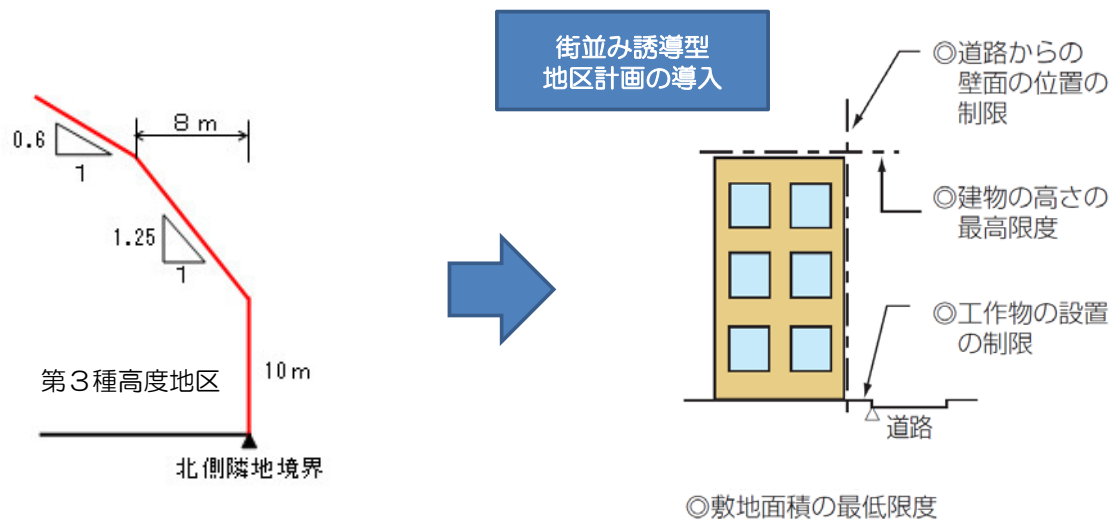 街並み誘導型
地区計画の導入
0.6
1
8m
1.25
1
10m
第3種高度地区
北側隣地境界
◎道路からの
壁面の位置の
制限
◎建物の高さの
最高限度
◎工作物の設置
の制限
道路
◎敷地面積の最低限度